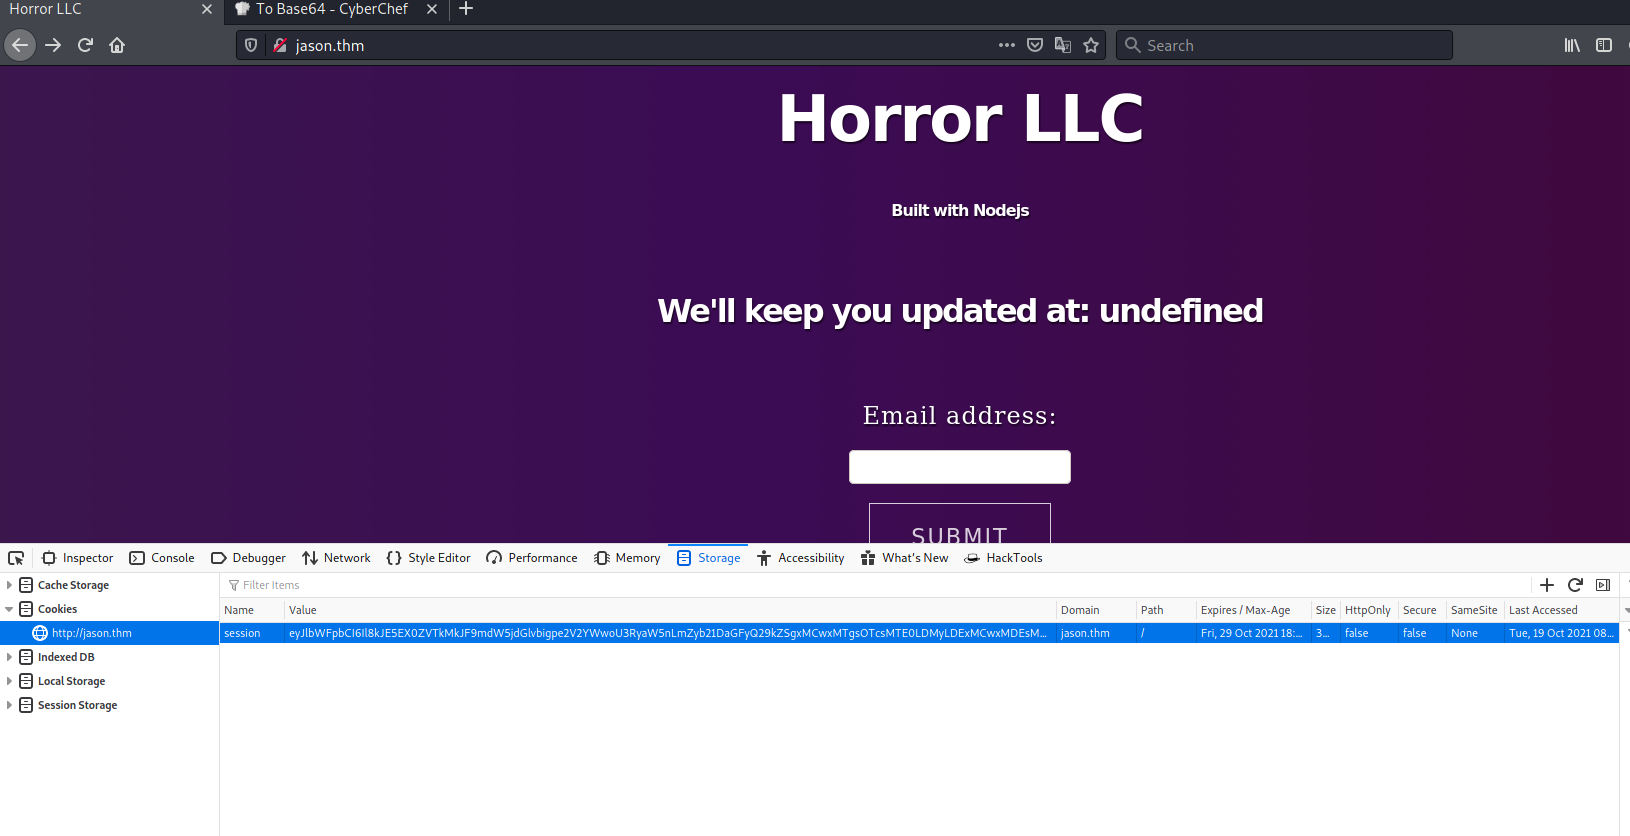 Horror LLC
To Base64 - CyberChef
jason.thm
Search
Horror LLC
Built with Nodejs
We'll keep you updated at: undefined
Email address:
SUBMIT
Inspector Console Debugger Network Style Editor Performance Memory Storage Accessibility What's New HackTools
Cache Storage
Cookies
http://jason.thm
Indexed DB
Local Storage
Session Storage
Filter Items
Name Value Domain Path Expires / Max-Age Size HttpOnly Secure SameSite Last Accessed
session jason.thm / Fri, 29 Oct 2021 18:... 3... false false None Tue, 19 Oct 2021 08...